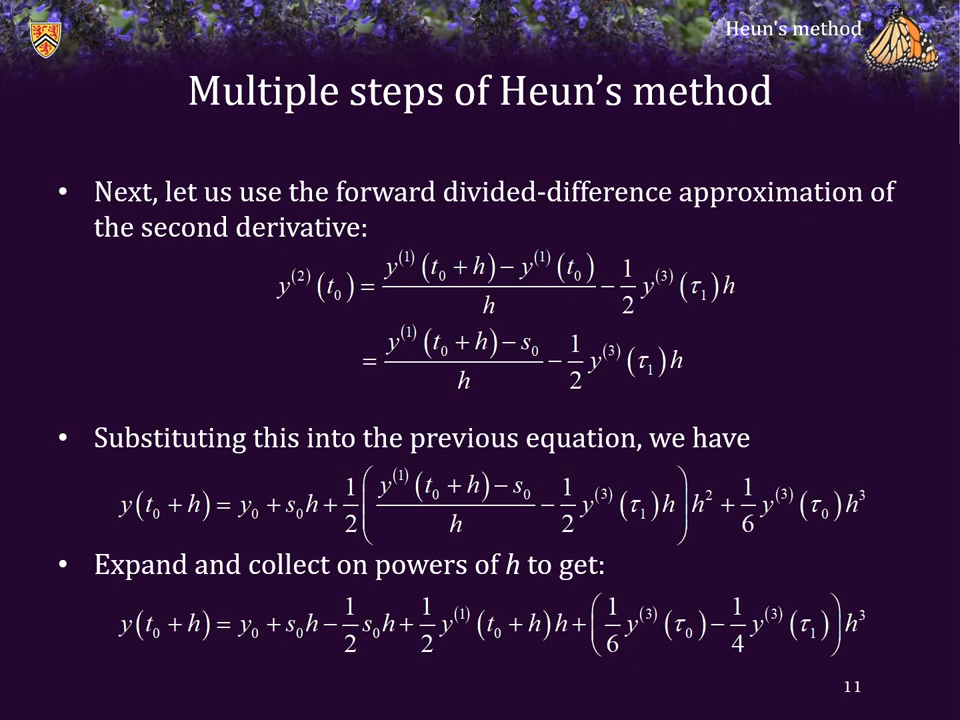 Heun's method
Multiple steps of Heun's method
• Next, let us use the forward divided-difference approximation of
the second derivative:
y^(2)(t_0) = (y^(1)(t_0 + h) − y^(1)(t_0))/h − 1/2 y^(3)(τ_1)h
= (y^(1)(t_0 + h) − s_0)/h − 1/2 y^(3)(τ_1)h
• Substituting this into the previous equation, we have
y(t_0 + h) = y_0 + s_0h + 1/2((y^(1)(t_0 + h) − s_0)/h − 1/2 y^(3)(τ_1)h)h^2 + 1/6 y^(3)(τ_0)h^3
• Expand and collect on powers of h to get:
y(t_0 + h) = y_0 + s_0h − 1/2 s_0h + 1/2 y^(1)(t_0 + h)h + (1/6 y^(3)(τ_0) − 1/4 y^(3)(τ_1))h^3
11